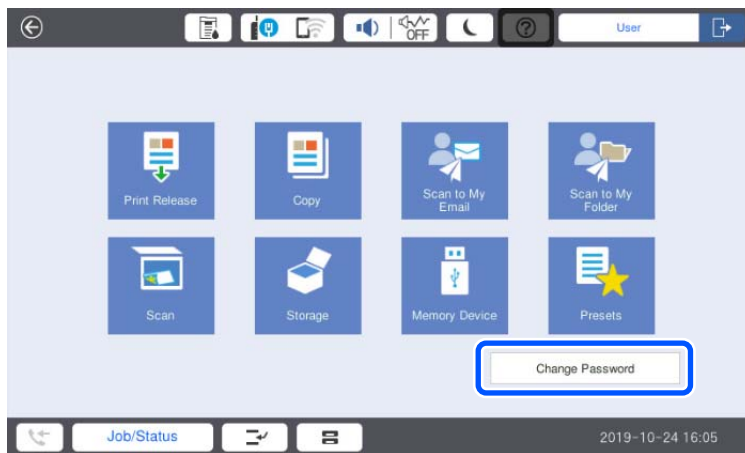 OFF
User
Print Release
Copy
Scan to My
Email
Scan to My
Folder
Scan
Storage
Memory Device
Presets
Change Password
Job/Status
2019-10-24 16:05